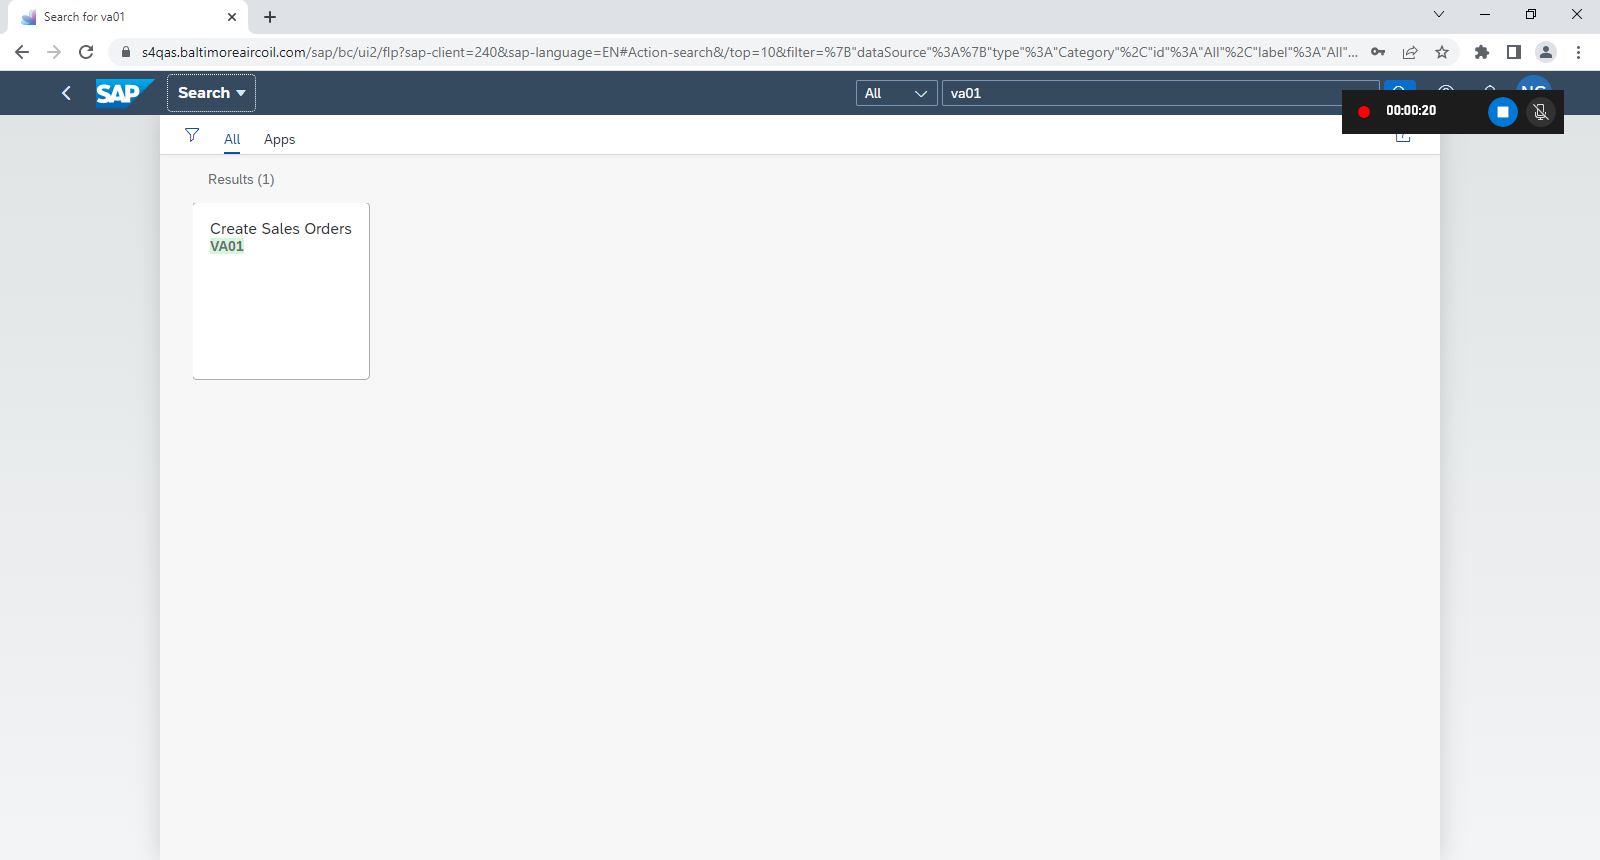 Search for va01
s4qas.baltimoreaircoil.com/sap/bc/ui2/flp?sap-client=240&sap-language=EN#Action-search&/top=10&filter=%7B"dataSource"%3A%7B"type"%3A"Category"%2C"id"%3A"All"%2C"label"%3A"All"...
SAP
Search
All
va01
00:00:20
All
Apps
Results (1)
Create Sales Orders
VA01